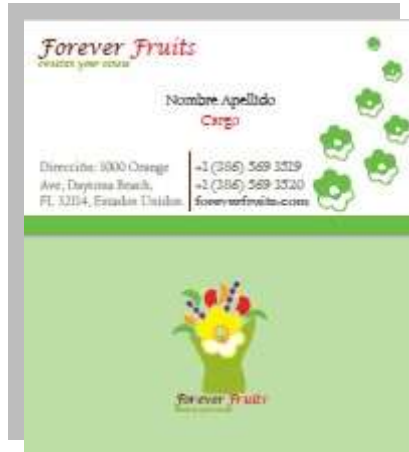 Forever Fruits
Nombre Apellido
Cargo
Dirección: 1000 Orange
Ave, Daytona Beach,
FL 32114, Estados Unidos
+1 (386) 569 3519
+1 (386) 569 3520
foreverfruits.com
Forever Fruits